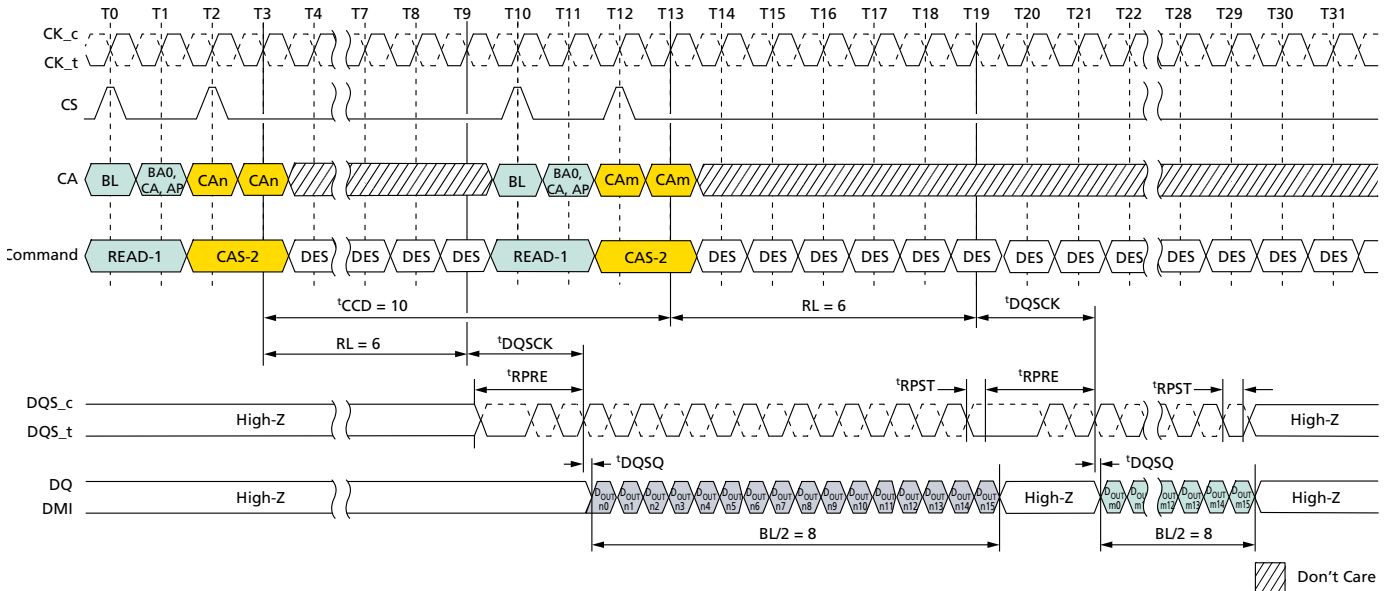 T0 T1 T2 T3 T4 T7 T8 T9 T10 T11 T12 T13 T14 T15 T16 T17 T18 T19 T20 T21 T22 T28 T29 T30 T31
CK_c
CK_t
CS
CA BL BA0, CA, AP CAn CAn BL BA0, CA, AP CAm CAm
Command READ-1 CAS-2 DES DES DES DES READ-1 CAS-2 DES DES DES DES DES DES DES DES DES DES DES DES DES
tCCD = 10 RL = 6 tDQSCK
RL = 6 tDQSCK
tRPRE tRPST tRPRE tRPST
DQS_c
DQS_t
High-Z High-Z
tDQSQ tDQSQ
DQ
DMI
High-Z DOUT n0 DOUT n1 DOUT n2 DOUT n3 DOUT n4 DOUT n5 DOUT n6 DOUT n7 DOUT n8 DOUT n9 DOUT n10 DOUT n11 DOUT n12 DOUT n13 DOUT n14 DOUT n15 High-Z DOUT m0 DOUT m12 DOUT m13 DOUT m14 DOUT m15 High-Z
BL/2 = 8 BL/2 = 8
Don't Care